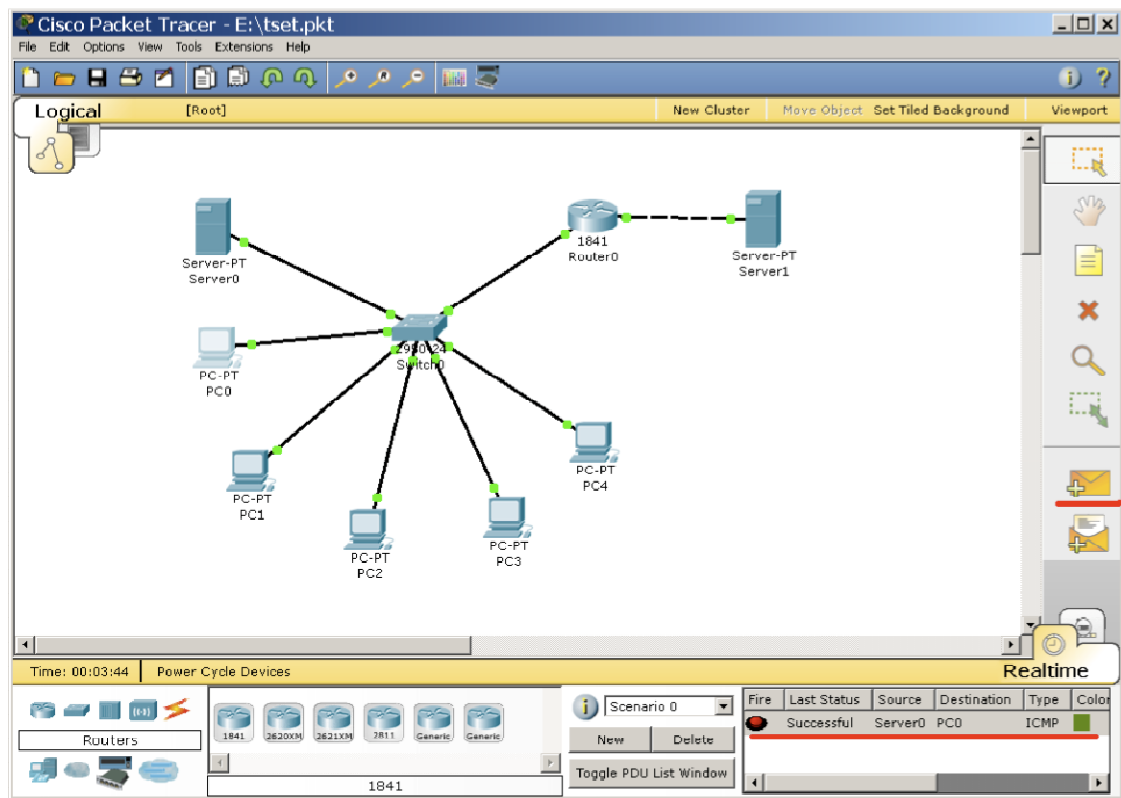 Cisco Packet Tracer - E:\tset.pkt
File Edit Options View Tools Extensions Help
Logical [Root] New Cluster Move Object Set Tiled Background Viewport
1841
Router0
Server-PT
Server1
Server-PT
Server0
2950-24
Switch0
PC-PT
PC0
PC-PT
PC4
PC-PT
PC1
PC-PT
PC3
PC-PT
PC2
Time: 00:03:44 Power Cycle Devices Realtime
Fire Last Status Source Destination Type Color
Scenario 0
Successful Server0 PC0 ICMP
1841 2620XM 2621XM 2811 Generic Generic
Routers
New Delete
Toggle PDU List Window
1841